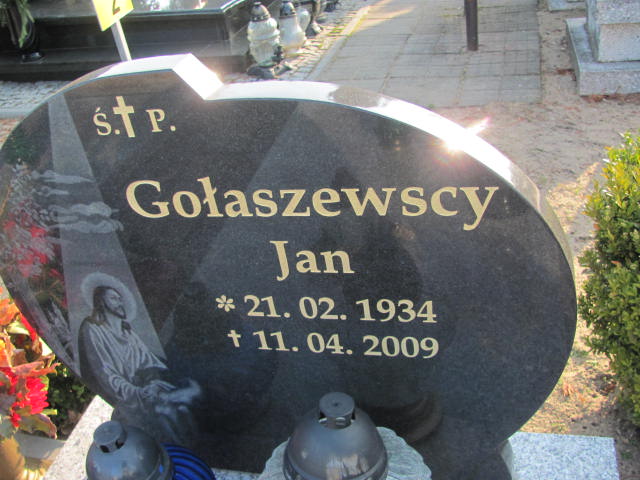 Ś.✝P.
Gołaszewscy
Jan
* 21. 02. 1934
✝ 11. 04. 2009